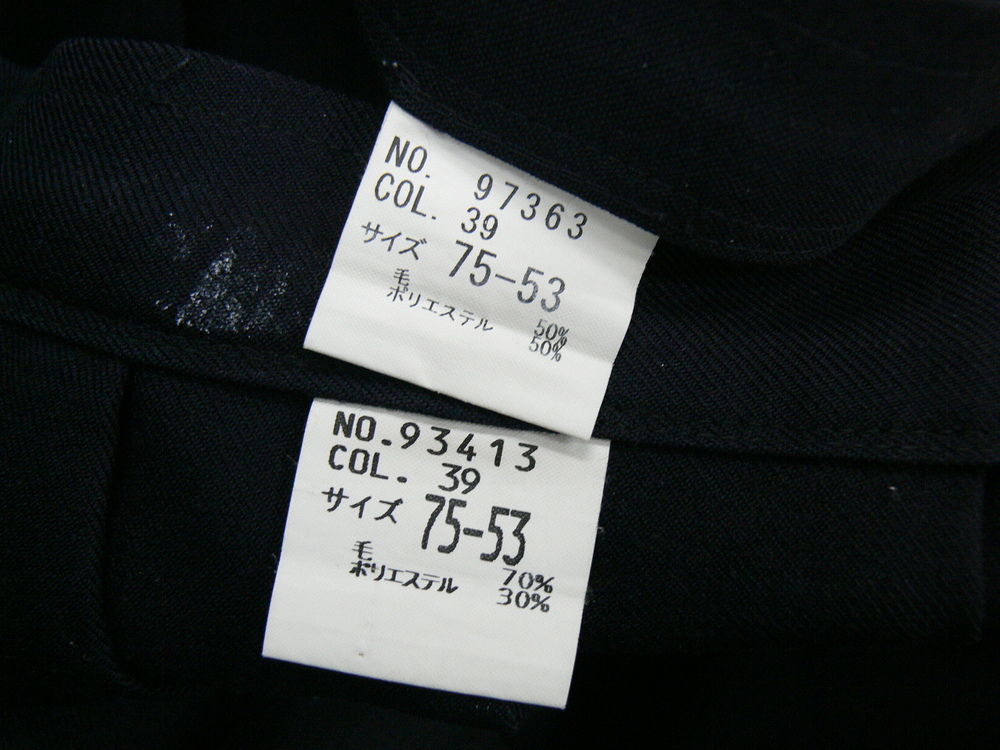 NO. 97363
COL. 39
サイズ 75-53
毛 50%
ポリエステル 50%
NO.93413
COL. 39
サイズ 75-53
毛 70%
ポリエステル 30%